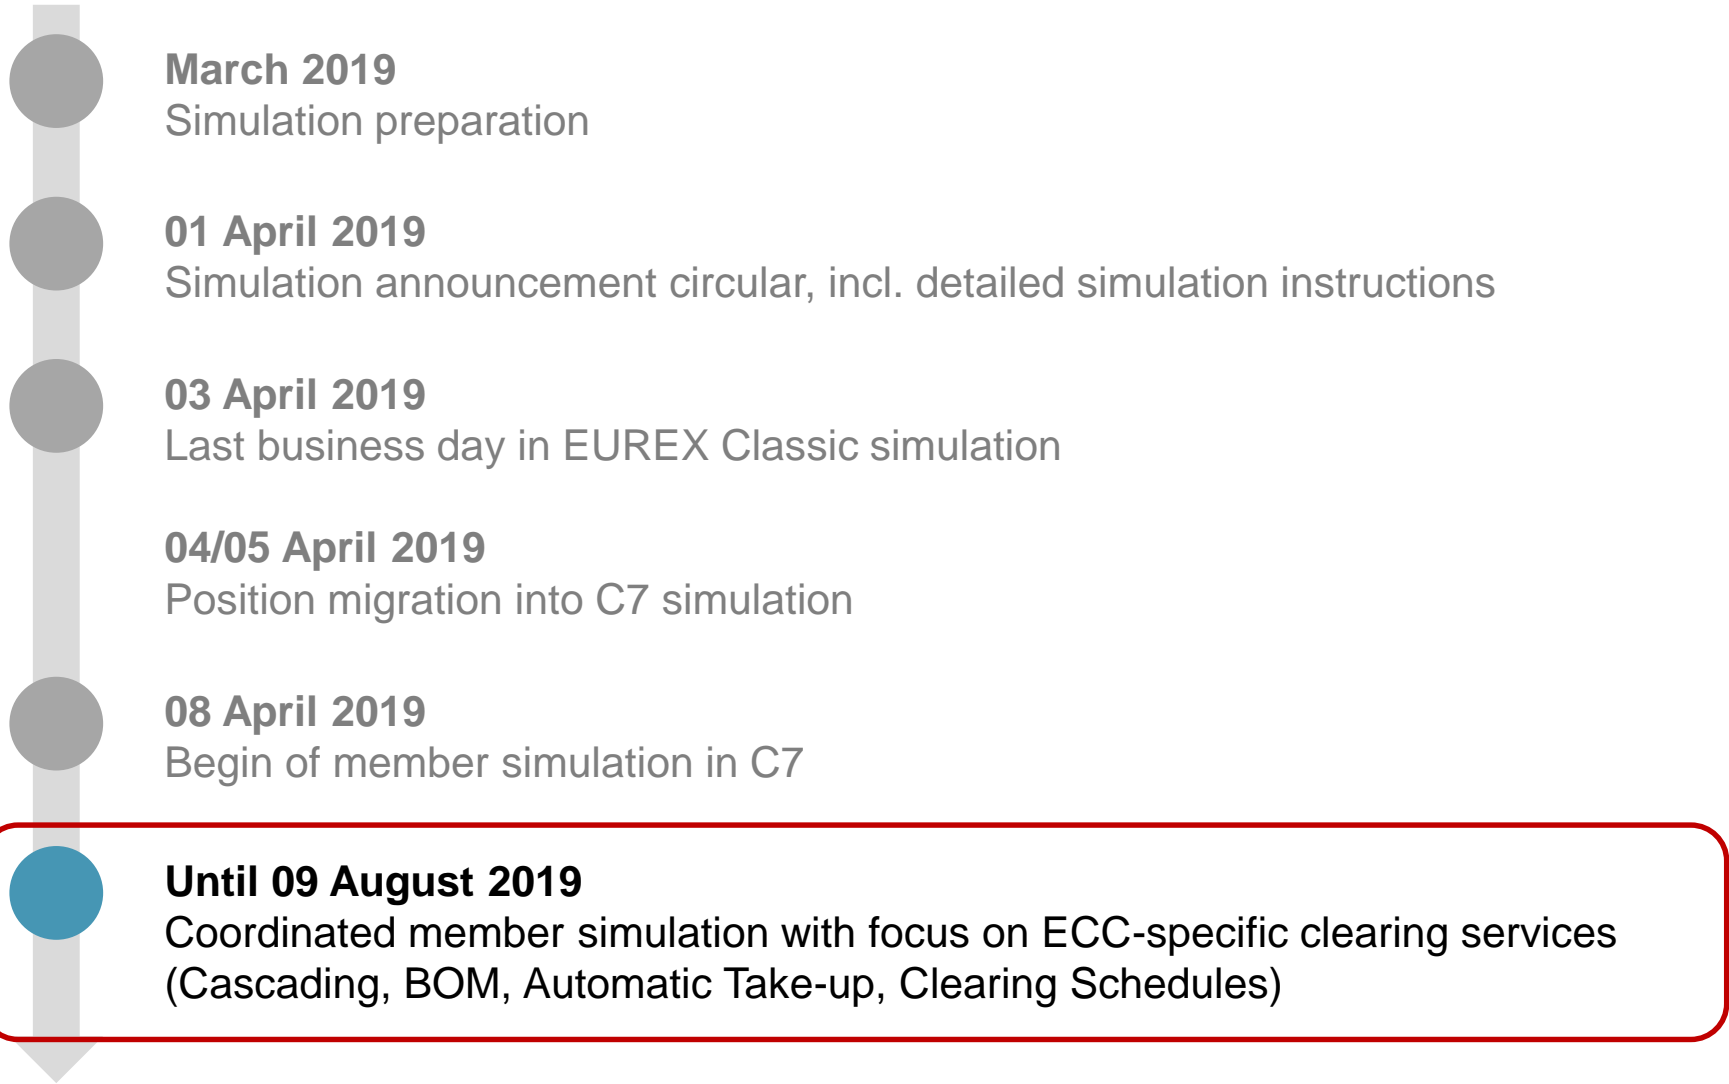 March 2019
Simulation preparation
01 April 2019
Simulation announcement circular, incl. detailed simulation instructions
03 April 2019
Last business day in EUREX Classic simulation
04/05 April 2019
Position migration into C7 simulation
08 April 2019
Begin of member simulation in C7
Until 09 August 2019
Coordinated member simulation with focus on ECC-specific clearing services
(Cascading, BOM, Automatic Take-up, Clearing Schedules)